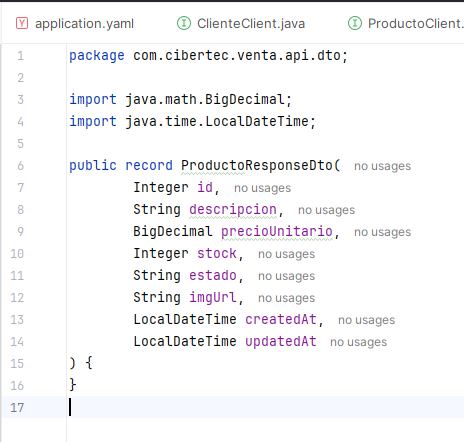 application.yaml ClienteClient.java ProductoClient.
1 package com.cibertec.venta.api.dto;
2
3 import java.math.BigDecimal;
4 import java.time.LocalDateTime;
5
6 public record ProductoResponseDto( no usages
7 Integer id, no usages
8 String descripcion, no usages
9 BigDecimal precioUnitario, no usages
10 Integer stock, no usages
11 String estado, no usages
12 String imgUrl, no usages
13 LocalDateTime createdAt, no usages
14 LocalDateTime updatedAt no usages
15 ) {
16 }
17